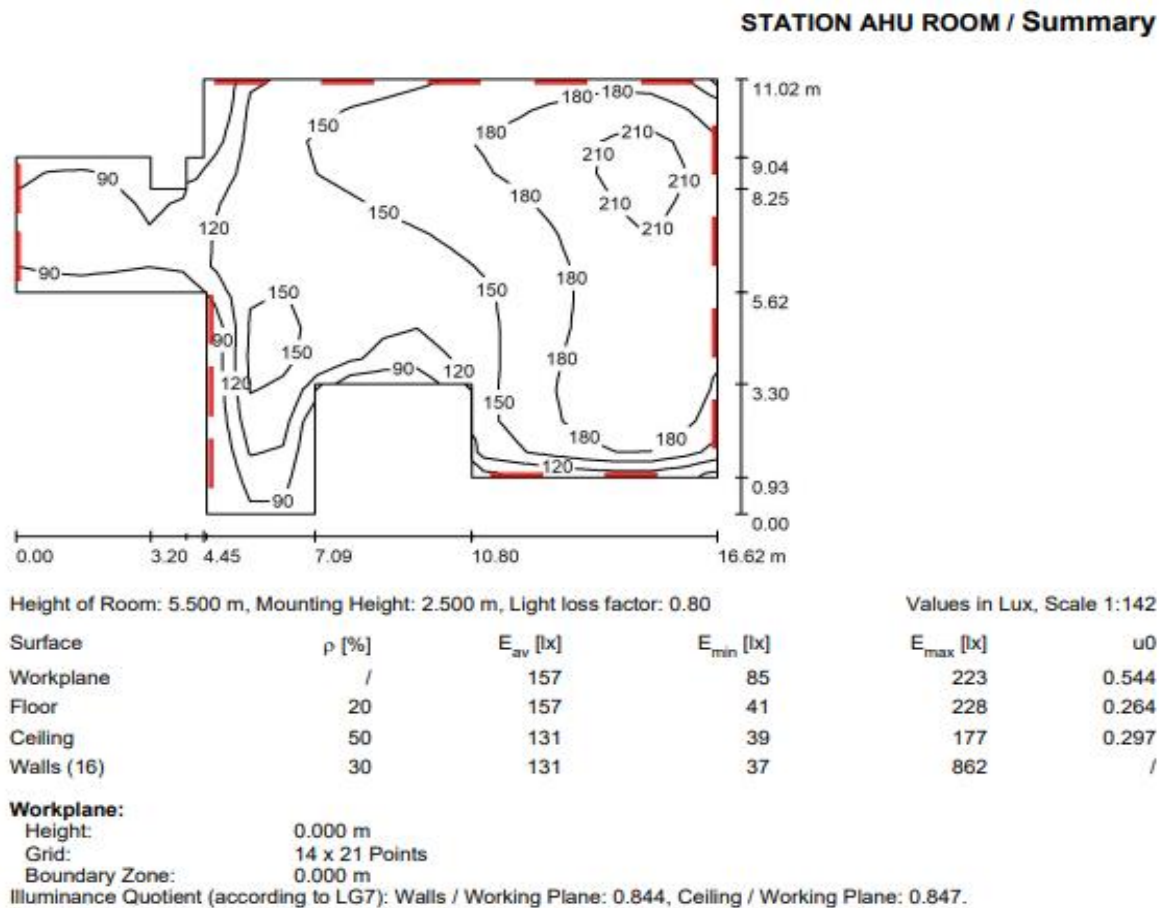 STATION AHU ROOM / Summary
180 180 11.02 m
150 180 210
90 210 210 9.04
180 8.25
120 150 210 210
90 180 150 5.62
150 180
90 150 180
120 90 120 150 3.30
180 180
90 120 0.93
0.00
0.00 3.20 4.45 7.09 10.80 16.62 m
Height of Room: 5.500 m, Mounting Height: 2.500 m, Light loss factor: 0.80 Values in Lux, Scale 1:142
Surface ρ [%] E_av [lx] E_min [lx] E_max [lx] u0
Workplane / 157 85 223 0.544
Floor 20 157 41 228 0.264
Ceiling 50 131 39 177 0.297
Walls (16) 30 131 37 862 /
Workplane:
Height: 0.000 m
Grid: 14 x 21 Points
Boundary Zone: 0.000 m
Illuminance Quotient (according to LG7): Walls / Working Plane: 0.844, Ceiling / Working Plane: 0.847.